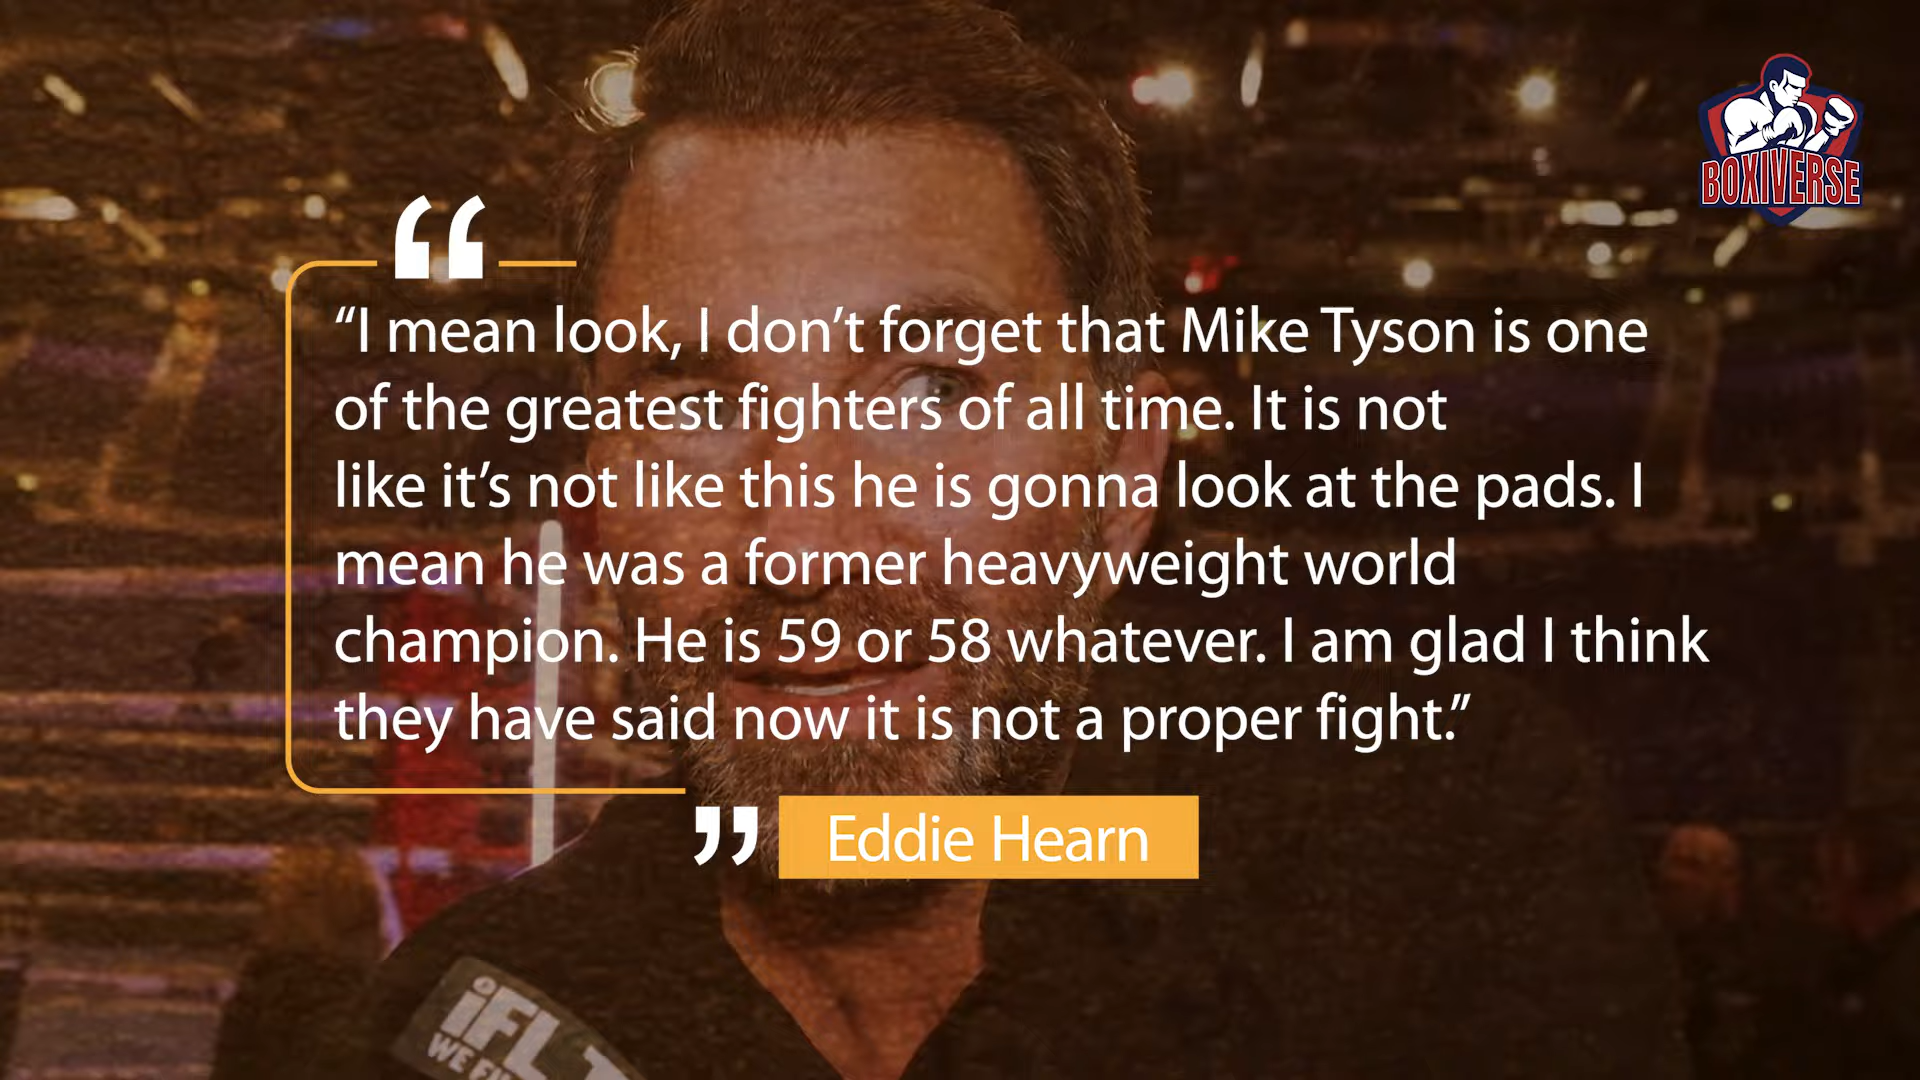 BOXIVERSE
“
“I mean look, I don’t forget that Mike Tyson is one
of the greatest fighters of all time. It is not
like it’s not like this he is gonna look at the pads. I
mean he was a former heavyweight world
champion. He is 59 or 58 whatever. I am glad I think
they have said now it is not a proper fight.”
” Eddie Hearn
iFL T
WE FI